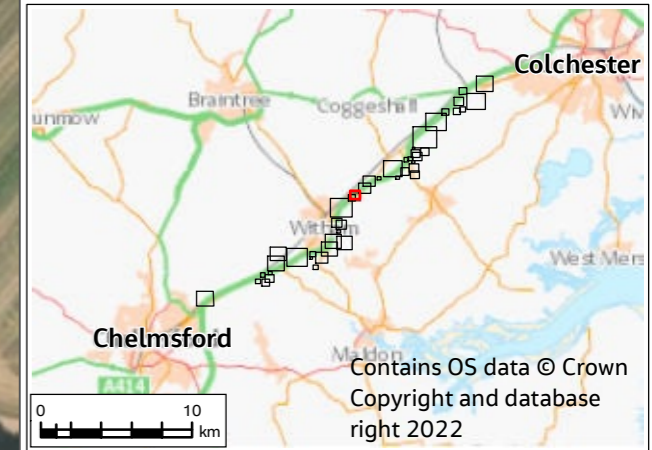 Colchester
Braintree
Coggeshall
unmow
Witham
West Mers
Chelmsford
Maldon
A414
Contains OS data © Crown
Copyright and database
right 2022
0 10
km